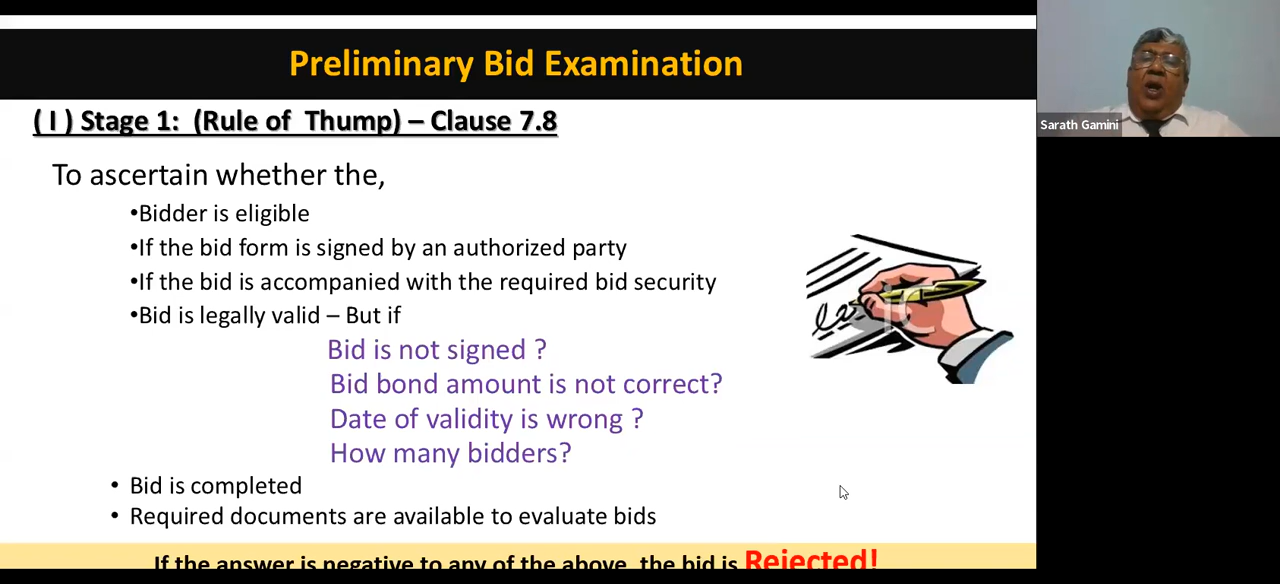 Preliminary Bid Examination
( I ) Stage 1:  (Rule of  Thump) – Clause 7.8
To ascertain whether the,
•Bidder is eligible
•If the bid form is signed by an authorized party
•If the bid is accompanied with the required bid security
•Bid is legally valid – But if
Bid is not signed ?
Bid bond amount is not correct?
Date of validity is wrong ?
How many bidders?
• Bid is completed
• Required documents are available to evaluate bids
If the answer is negative to any of the above, the bid is Rejected!
Sarath Gamini